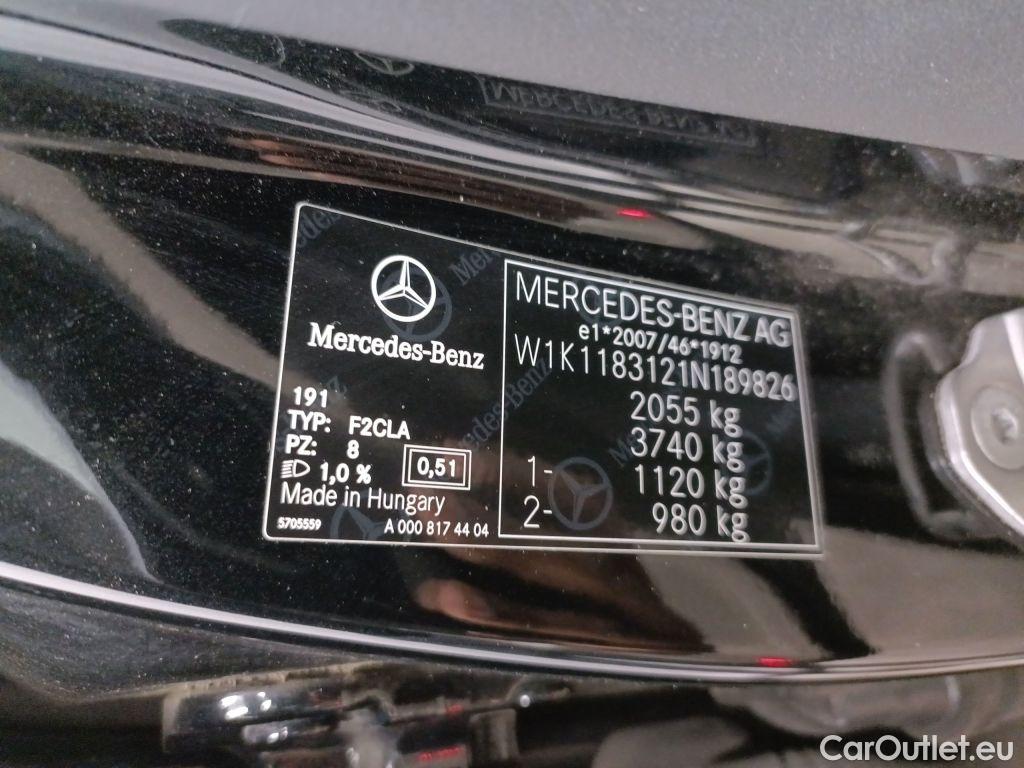 Mercedes-Benz
191
TYP: F2CLA
PZ: 8
1,0 %
0,51
Made in Hungary
5705559
A 000 817 44 04
MERCEDES-BENZ AG
e1*2007/46*1912
W1K1183121N189826
2055 kg
3740 kg
1- 1120 kg
2- 980 kg
CarOutlet.eu